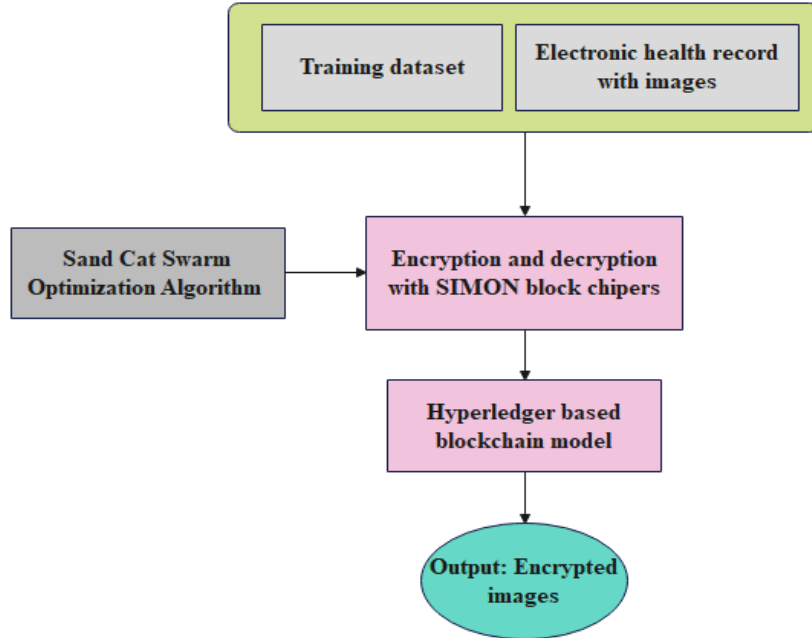 Training dataset
Electronic health record
with images
Sand Cat Swarm
Optimization Algorithm
Encryption and decryption
with SIMON block chipers
Hyperledger based
blockchain model
Output: Encrypted
images